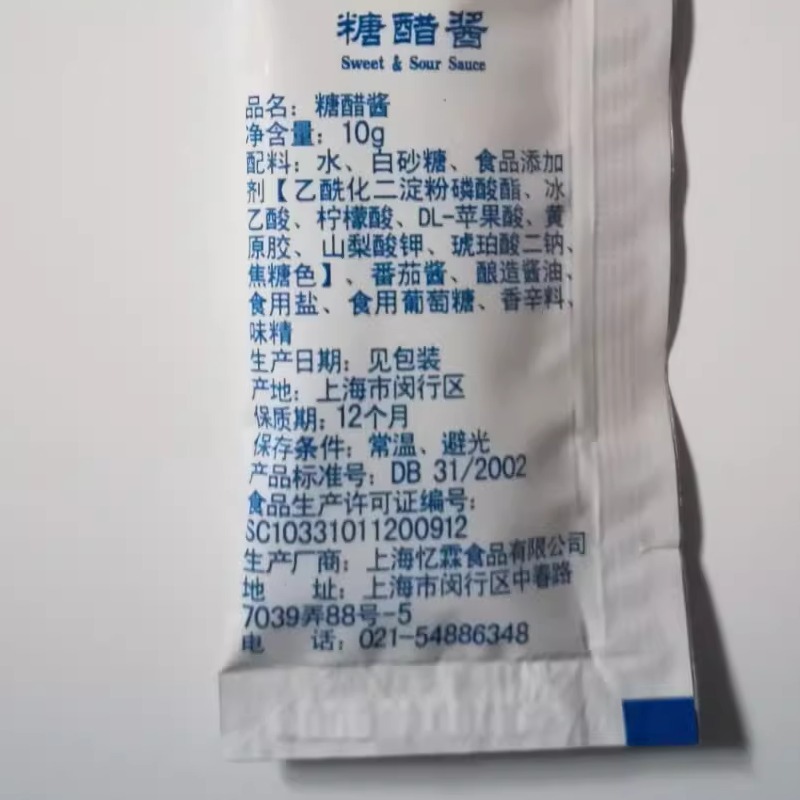 糖醋酱
Sweet & Sour Sauce
品名：糖醋酱
净含量：10g
配料：水、白砂糖、食品添加
剂【乙酰化二淀粉磷酸酯、冰
乙酸、柠檬酸、DL-苹果酸、黄
原胶、山梨酸钾、琥珀酸二钠、
焦糖色】、番茄酱、酿造酱油、
食用盐、食用葡萄糖、香辛料、
味精
生产日期：见包装
产地：上海市闵行区
保质期：12个月
保存条件：常温、避光
产品标准号：DB 31/2002
食品生产许可证编号：
SC10331011200912
生产厂商：上海忆霖食品有限公司
地 址：上海市闵行区中春路
7039弄88号-5
电 话：021-54886348